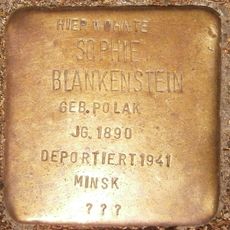 HIER WOHNTE
SOPHIE
BLANKENSTEIN
GEB. POLAK
JG. 1890
DEPORTIERT 1941
MINSK
? ? ?